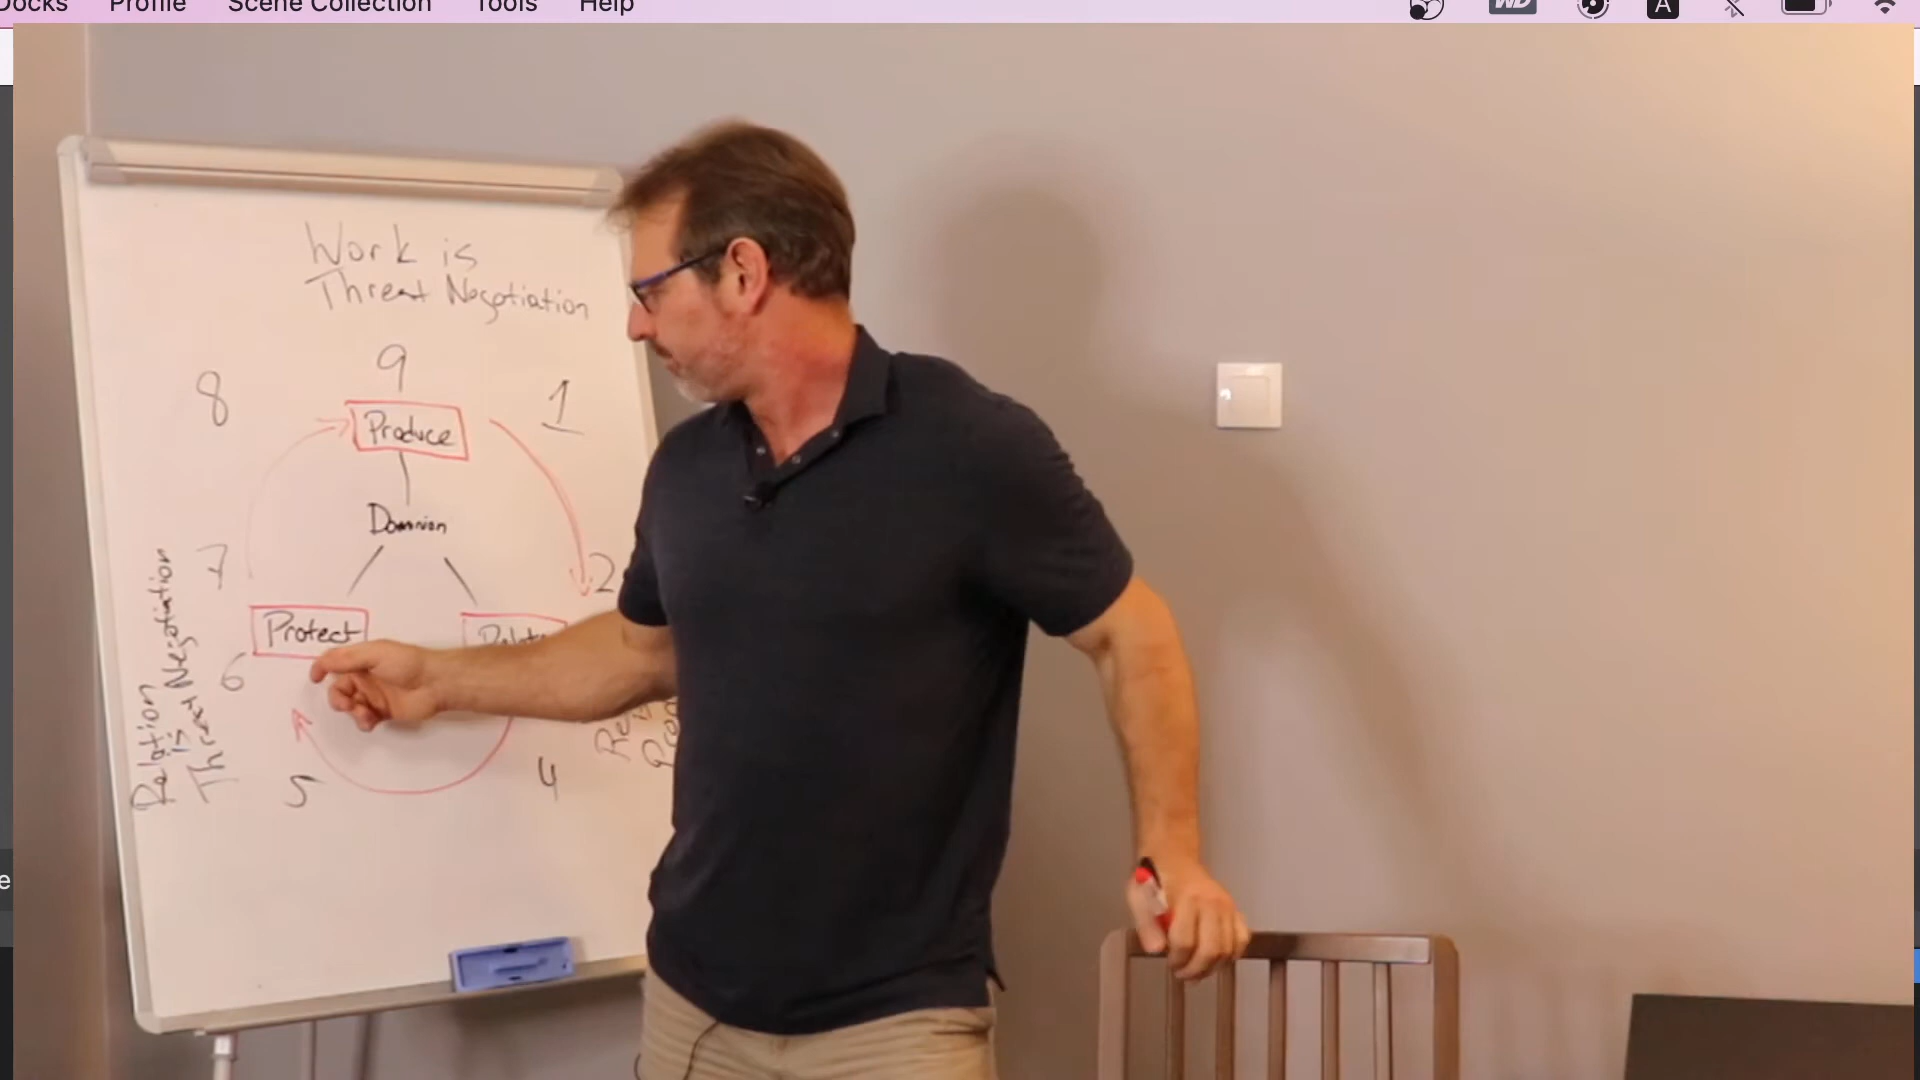 Docks Profile Scene Collection Tools Help
WD
A
Work is
Threat Negotiation
9
8
1
Produce
Dominion
7
2
Protect
6
5
4
Relation
is
Threat Negotiation